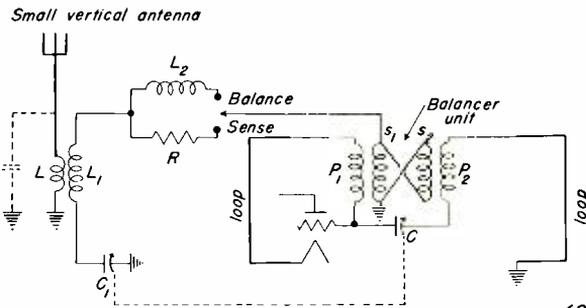 Small vertical antenna
L₂
Balance
Sense
R
Balancer
unit
S₁
S₂
L
L₁
P₁
P₂
loop
loop
C
C₁